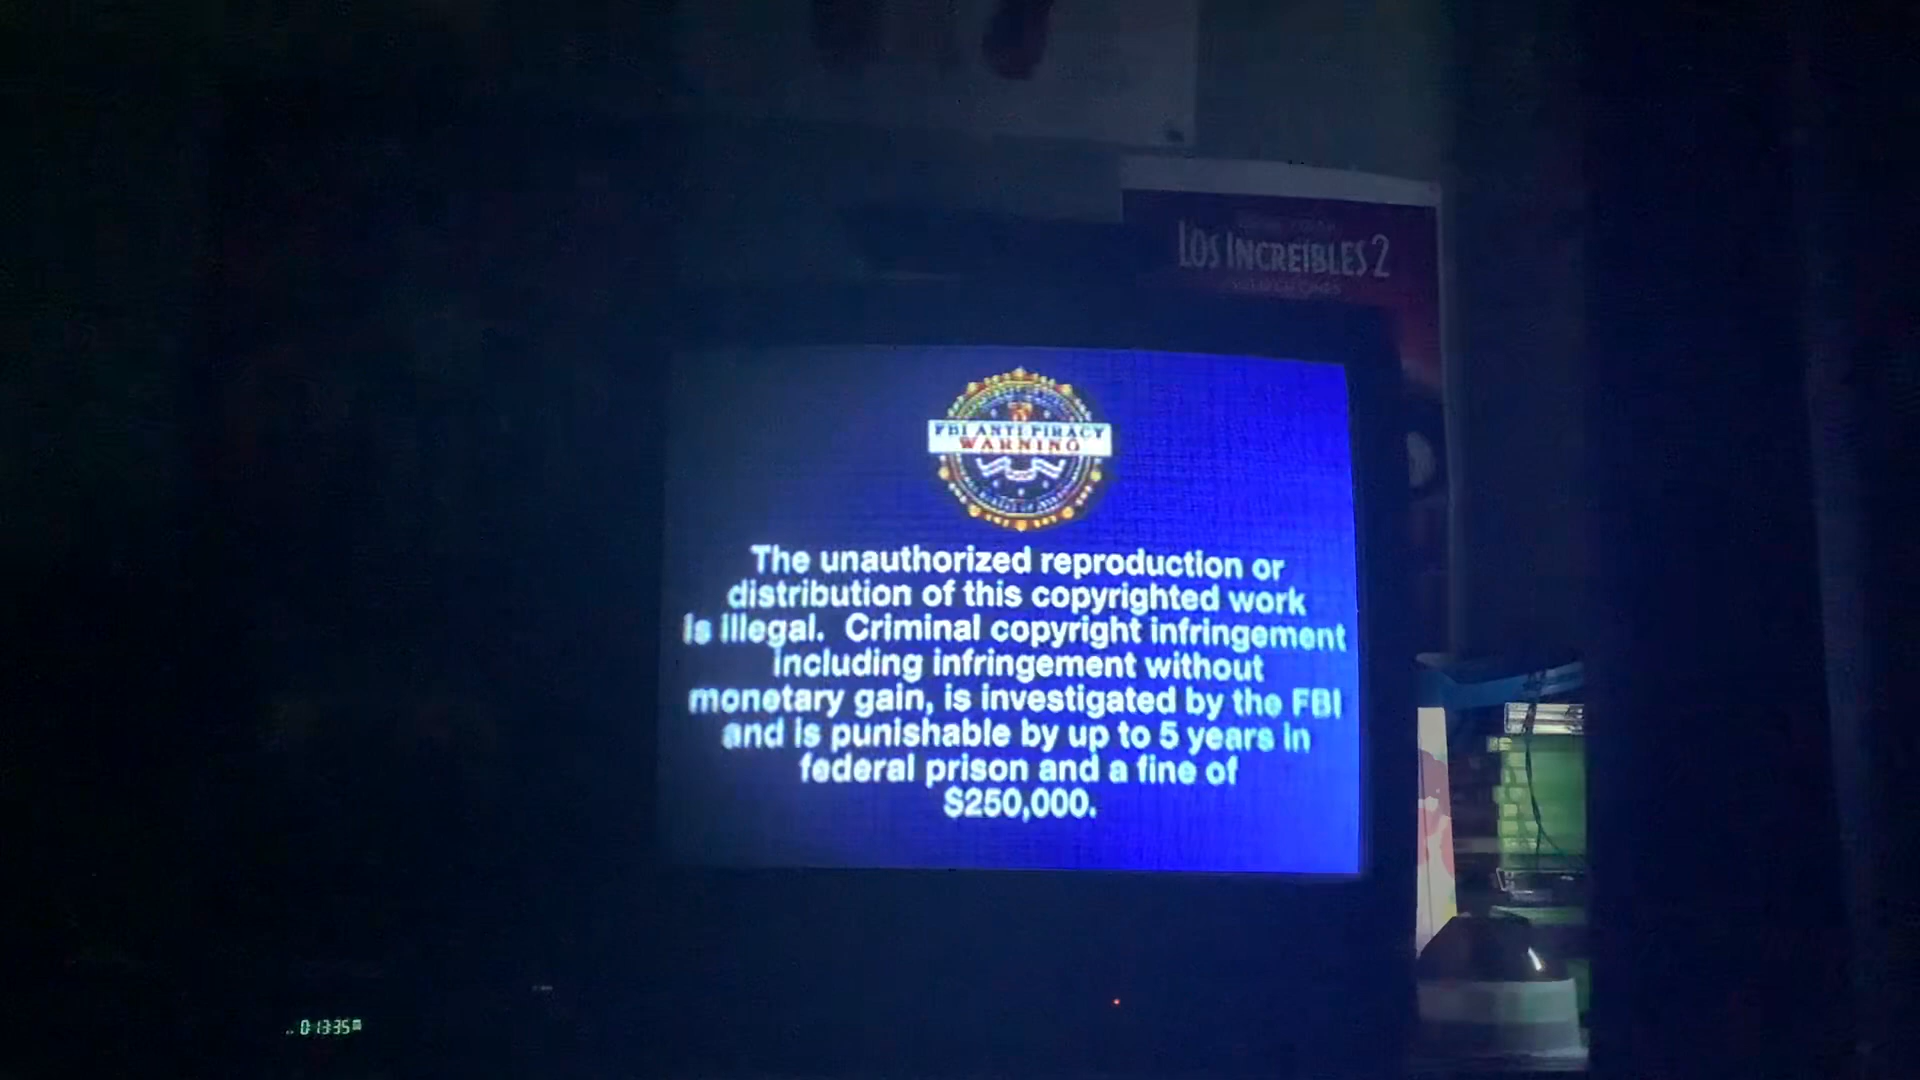 LOS INCREÍBLES 2
FBI ANTI-PIRACY
WARNING
The unauthorized reproduction or
distribution of this copyrighted work
is illegal. Criminal copyright infringement
including infringement without
monetary gain, is investigated by the FBI
and is punishable by up to 5 years in
federal prison and a fine of
$250,000.
0:13:35